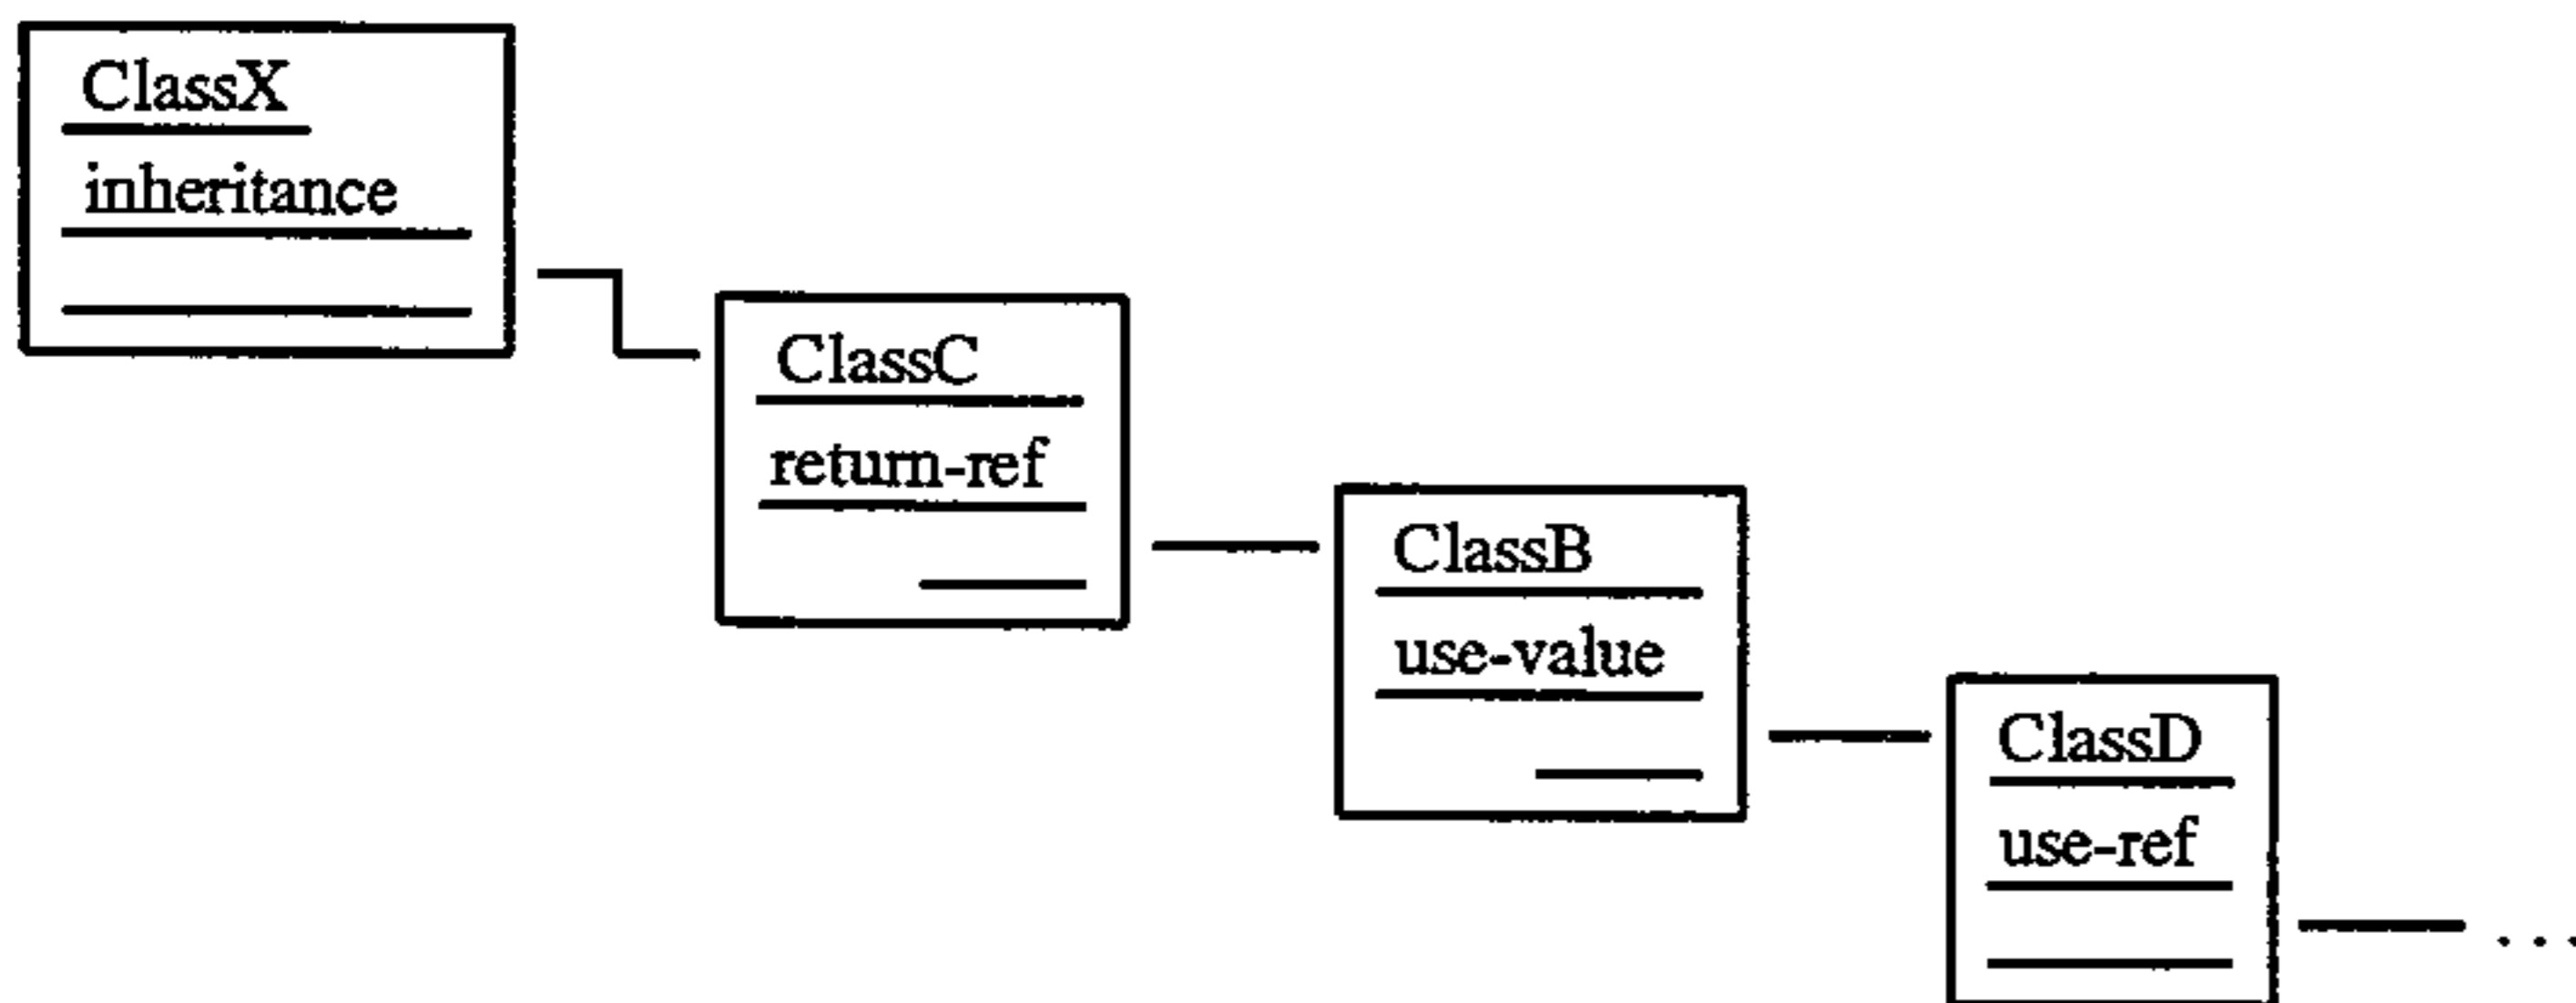 ClassX
inheritance
ClassC
return-ref
ClassB
use-value
ClassD
use-ref
...